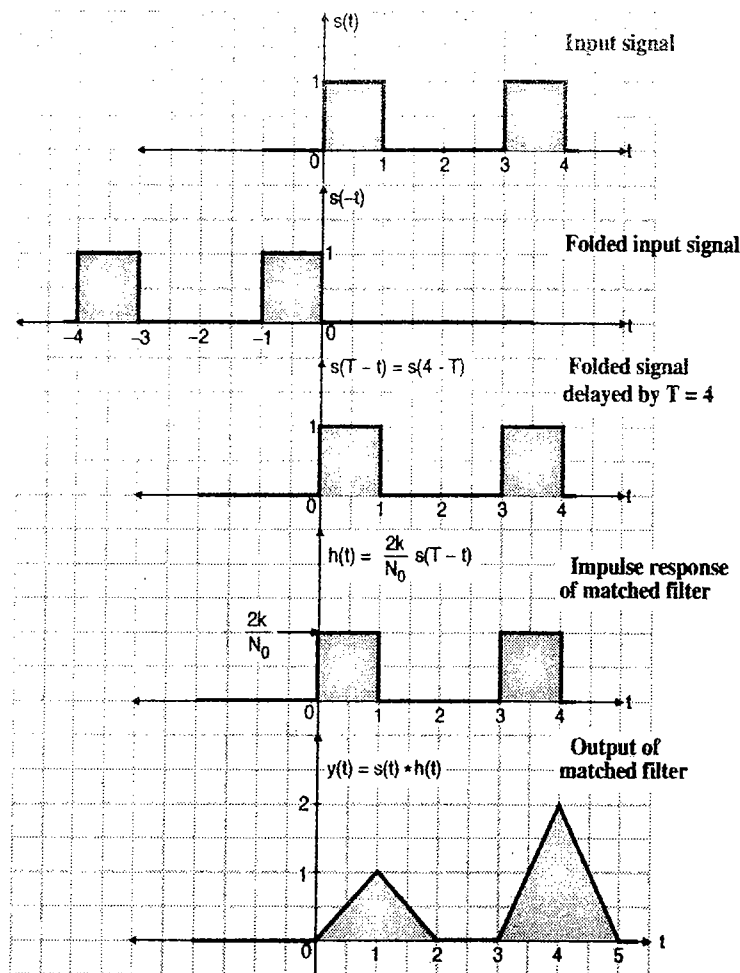 s(t)
Input signal
1
0 1 2 3 4 t
s(-t)
Folded input signal
1
-4 -3 -2 -1 0 t
s(T - t) = s(4 - T)
Folded signal
delayed by T = 4
1
0 1 2 3 4 t
h(t) = 2k/N0 s(T - t)
Impulse response
of matched filter
2k/N0
0 1 2 3 4 t
Output of
matched filter
y(t) = s(t) * h(t)
2
1
0 1 2 3 4 5 t